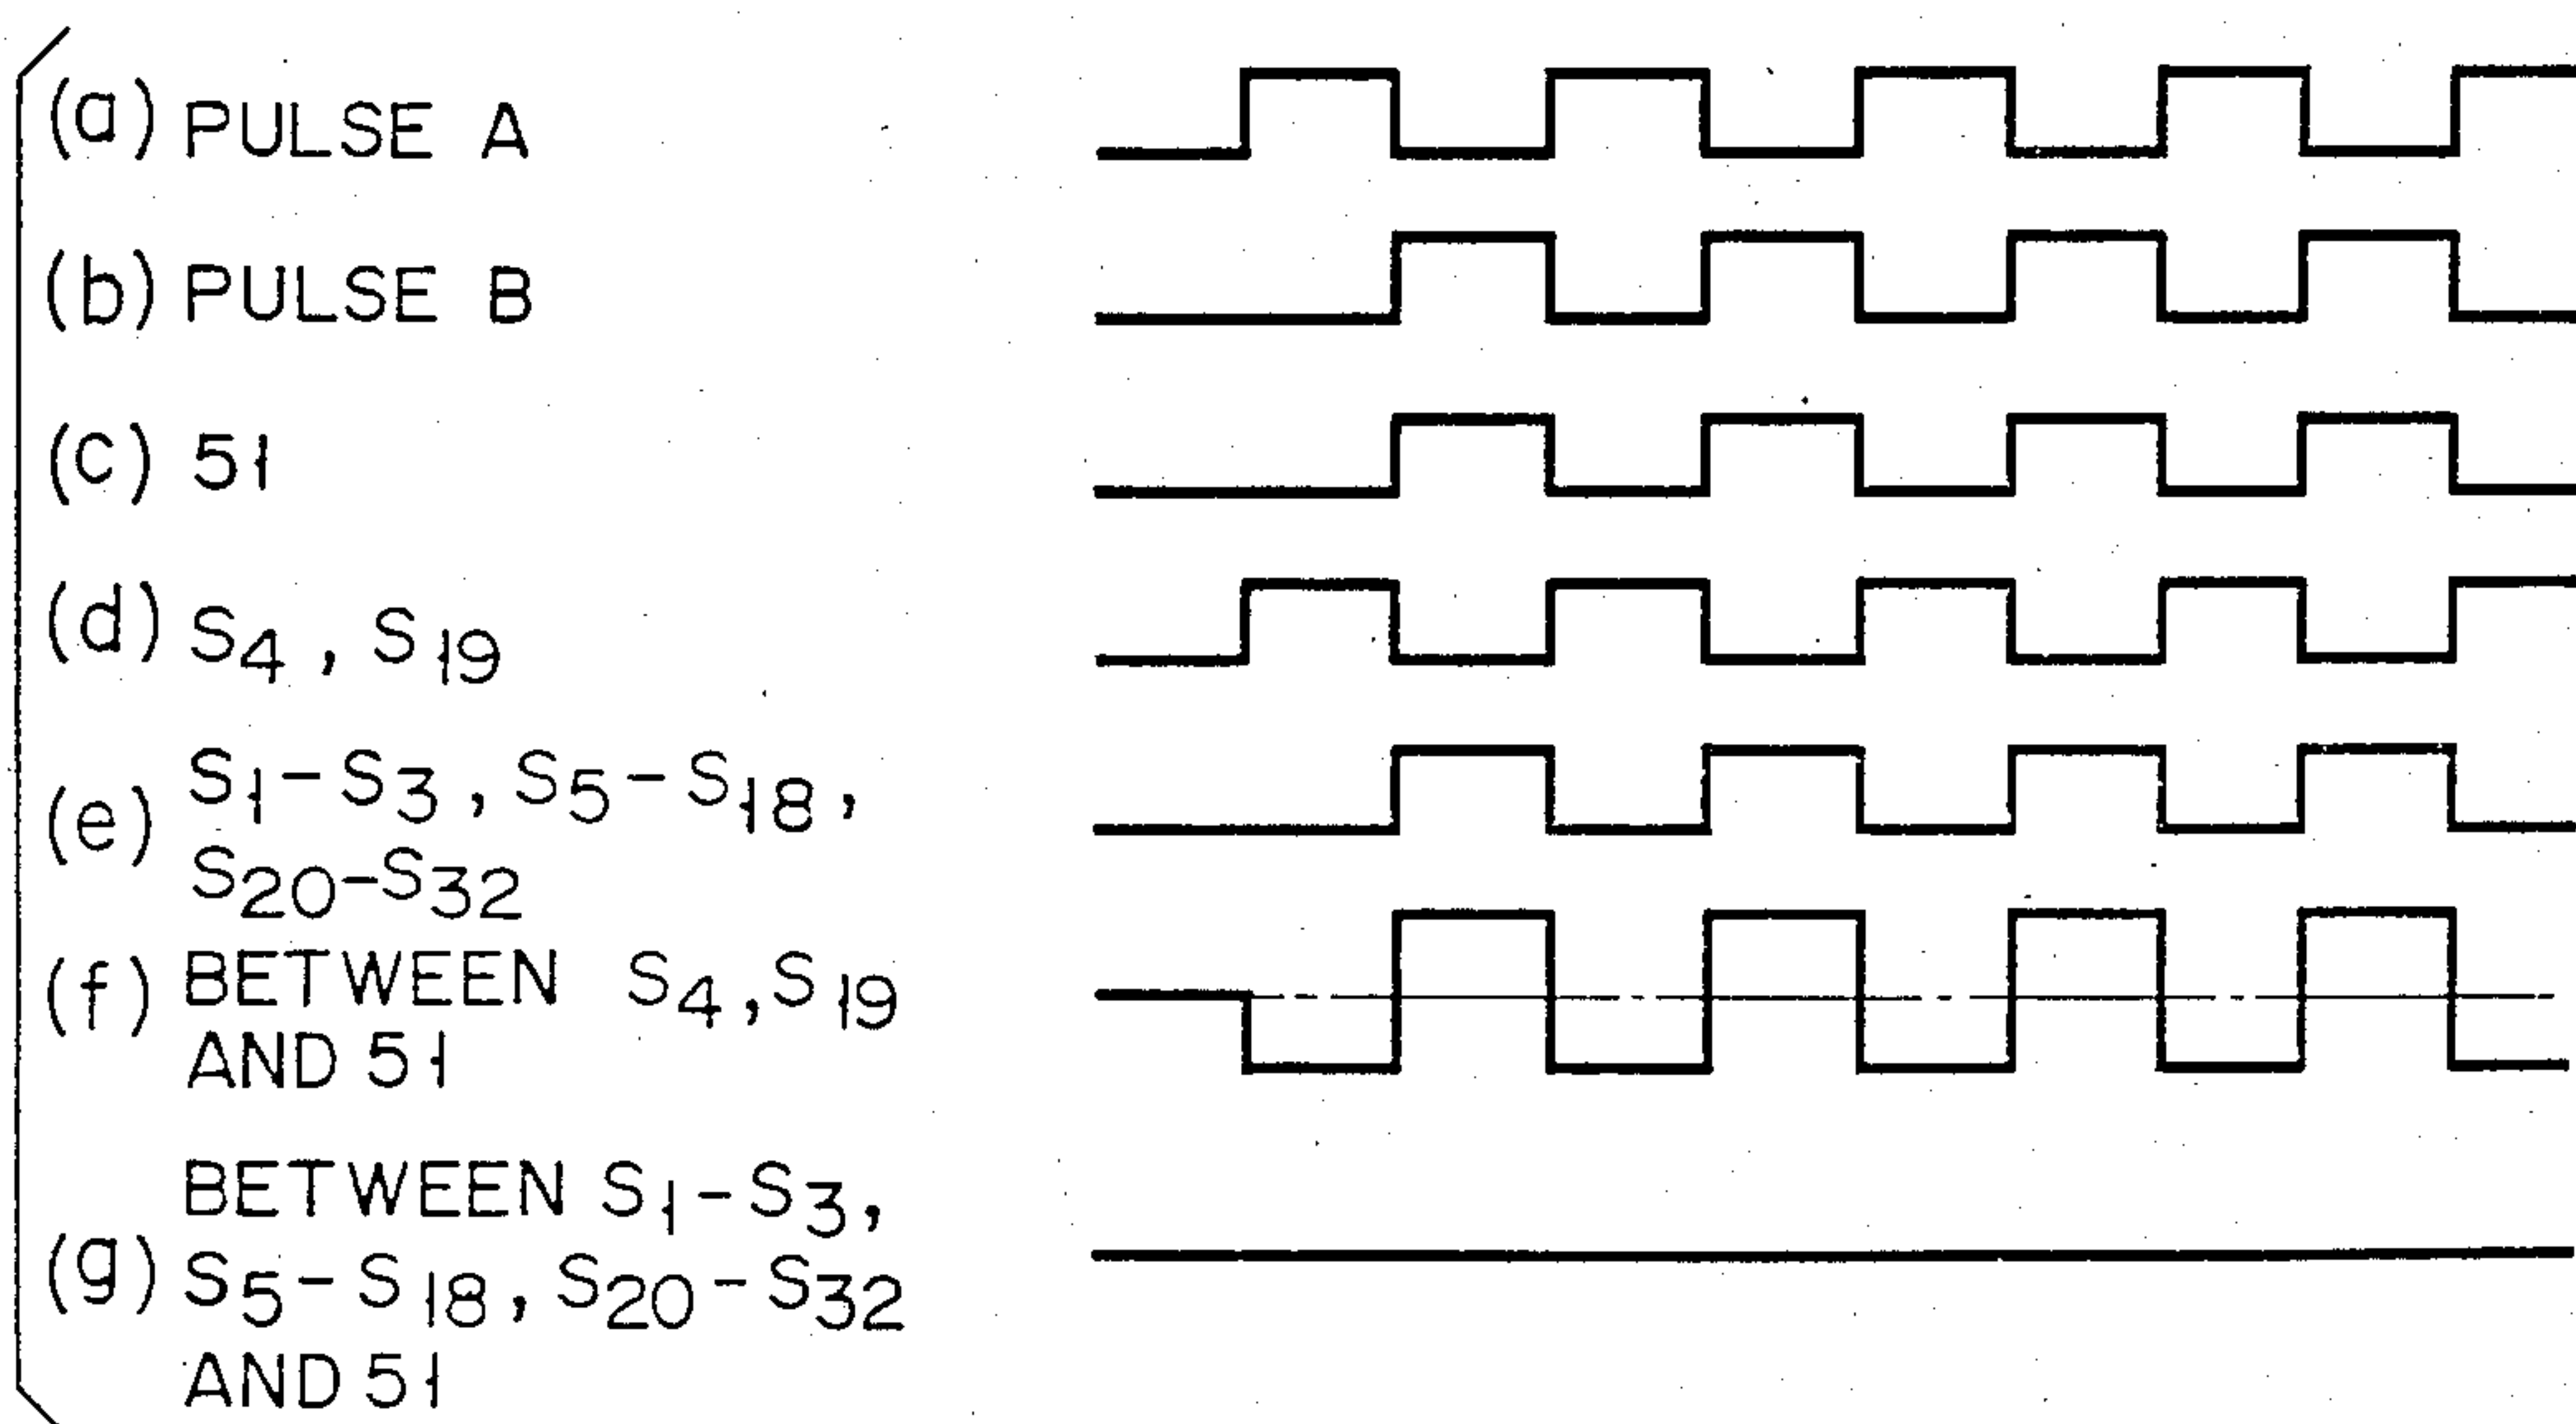 (a) PULSE A
(b) PULSE B
(c) 51
(d) S4, S19
(e) S1-S3, S5-S18,
S20-S32
(f) BETWEEN S4, S19
AND 51
BETWEEN S1-S3,
(g) S5-S18, S20-S32
AND 51